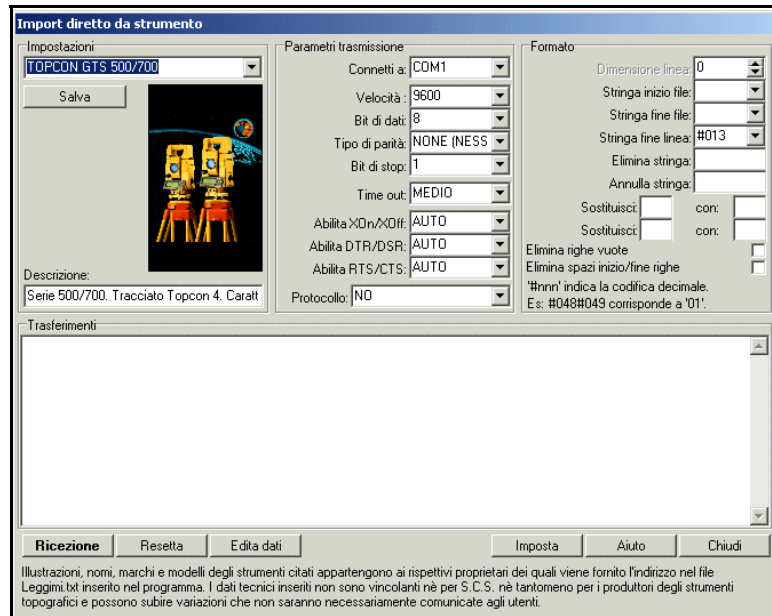 Import diretto da strumento
Impostazioni
TOPCON GTS 500/700
Salva
Descrizione:
Serie 500/700. Tracciato Topcon 4. Caratt
Parametri trasmissione
Connetti a: COM1
Velocità : 9600
Bit di dati: 8
Tipo di parità: NONE (NESS
Bit di stop: 1
Time out: MEDIO
Abilita XOn/XOff: AUTO
Abilita DTR/DSR: AUTO
Abilita RTS/CTS: AUTO
Protocollo: NO
Formato
Dimensione linea: 0
Stringa inizio file:
Stringa fine file:
Stringa fine linea: #013
Elimina stringa:
Annulla stringa:
Sostituisci: con:
Sostituisci: con:
Elimina righe vuote
Elimina spazi inizio/fine righe
'#nnn' indica la codifica decimale.
Es: #048#049 corrisponde a '01'.
Trasferimenti
Ricezione Resetta Edita dati Imposta Aiuto Chiudi
Illustrazioni, nomi, marchi e modelli degli strumenti citati appartengono ai rispettivi proprietari dei quali viene fornito l'indirizzo nel file
Leggimi.txt inserito nel programma. I dati tecnici inseriti non sono vincolanti nè per S.C.S. nè tantomeno per i produttori degli strumenti
topografici e possono subire variazioni che non saranno necessariamente comunicate agli utenti.